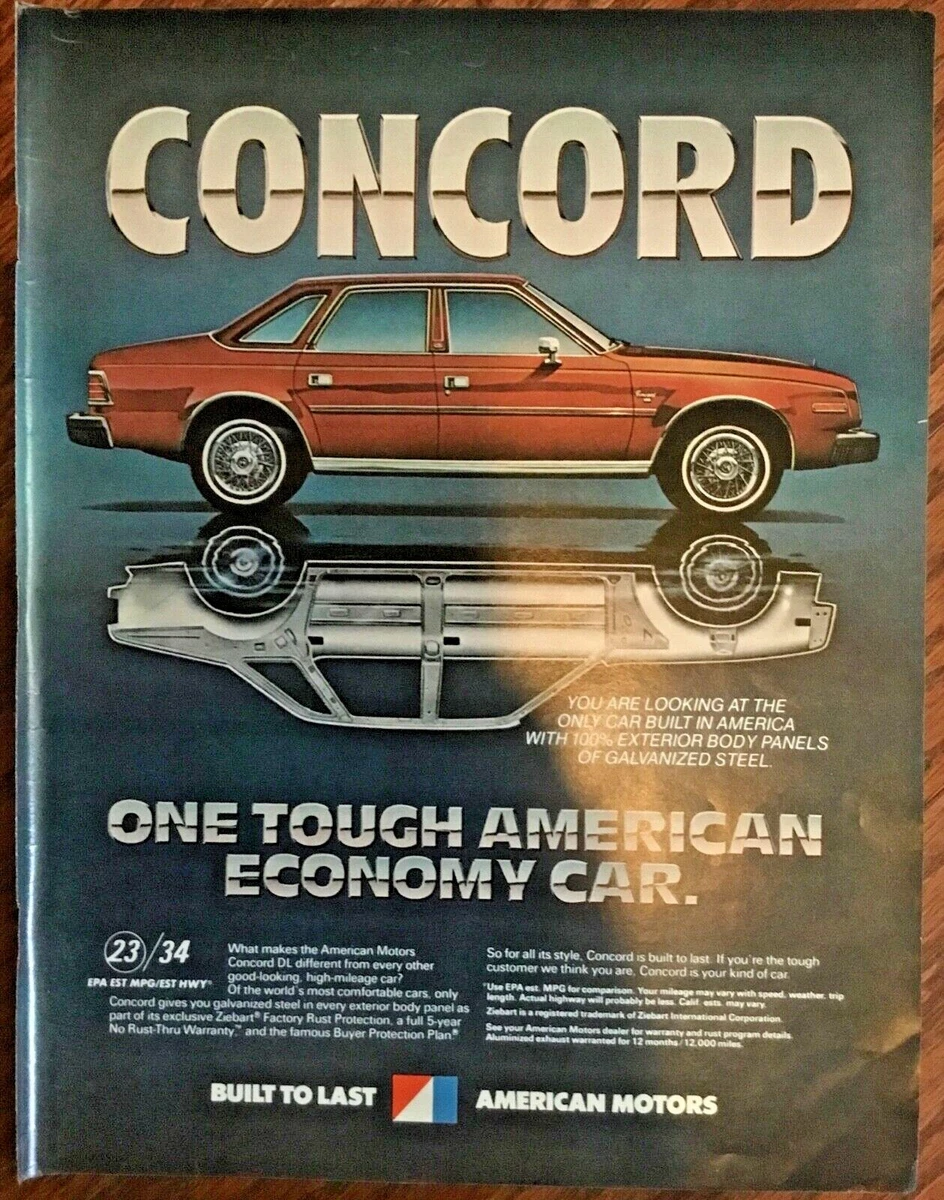 CONCORD
YOU ARE LOOKING AT THE
ONLY CAR BUILT IN AMERICA
WITH 100% EXTERIOR BODY PANELS
OF GALVANIZED STEEL.
ONE TOUGH AMERICAN
ECONOMY CAR.
23/34
EPA EST MPG/EST HWY*
What makes the American Motors
Concord DL different from every other
good-looking, high-mileage car?
Of the world's most comfortable cars, only
Concord gives you galvanized steel in every exterior body panel as
part of its exclusive Ziebart® Factory Rust Protection, a full 5-year
No Rust-Thru Warranty,™ and the famous Buyer Protection Plan®
So for all its style, Concord is built to last. If you're the tough
customer we think you are, Concord is your kind of car.
*Use EPA est. MPG for comparison. Your mileage may vary with speed, weather, trip
length. Actual highway will probably be less. Calif. ests. may vary.
Ziebart is a registered trademark of Ziebart International Corporation.
See your American Motors dealer for warranty and rust program details.
Aluminized exhaust warranted for 12 months/12,000 miles.
BUILT TO LAST AMERICAN MOTORS